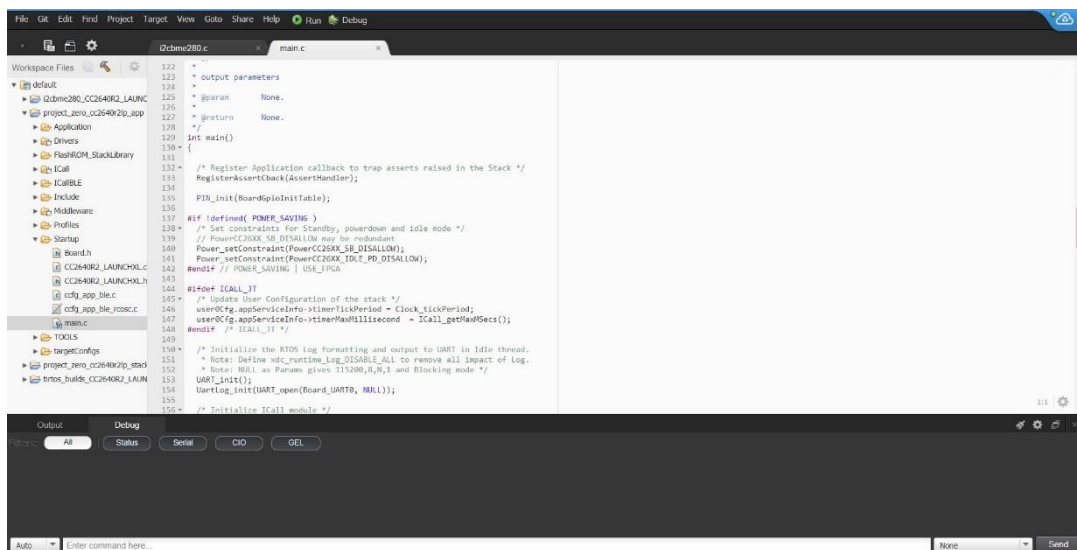 File Git Edit Find Project Target View Goto Share Help Run Debug
i2cbme280.c × main.c ×
Workspace Files
default
i2cbme280_CC2640R2_LAUNC
project_zero_cc2640r2lp_app
Application
Drivers
FlashROM_StackLibrary
ICall
ICallBLE
Include
Middleware
Profiles
Startup
Board.h
CC2640R2_LAUNCHXL.c
CC2640R2_LAUNCHXL.h
ccfg_app_ble.c
ccfg_app_ble_rcosc.c
main.c
TOOLS
targetConfigs
project_zero_cc2640r2lp_stack
tirtos_builds_CC2640R2_LAUN
122 *
123 * output parameters
124 *
125 * @param None.
126 *
127 * @return None.
128 */
129 int main()
130 {
131
132 /* Register Application callback to trap asserts raised in the Stack */
133 RegisterAssertCback(AssertHandler);
134
135 PIN_init(BoardGpioInitTable);
136
137 #if !defined( POWER_SAVING )
138 /* Set constraints for Standby, powerdown and idle mode */
139 // PowerCC26XX_SB_DISALLOW may be redundant
140 Power_setConstraint(PowerCC26XX_SB_DISALLOW);
141 Power_setConstraint(PowerCC26XX_IDLE_PD_DISALLOW);
142 #endif // POWER_SAVING | USE_FPGA
143
144 #ifdef ICALL_JT
145 /* Update User Configuration of the stack */
146 user0Cfg.appServiceInfo->timerTickPeriod = Clock_tickPeriod;
147 user0Cfg.appServiceInfo->timerMaxMillisecond = ICall_getMaxMSecs();
148 #endif /* ICALL_JT */
149
150 /* Initialize the RTOS Log formatting and output to UART in Idle thread.
151 * Note: Define xdc_runtime_Log_DISABLE_ALL to remove all impact of Log.
152 * Note: NULL as Params gives 115200,8,N,1 and Blocking mode */
153 UART_init();
154 UartLog_init(UART_open(Board_UART0, NULL));
155
156 /* Initialize ICall module */
1:1
Output Debug
Filters: All Status Serial CIO GEL
Auto Enter command here... None Send